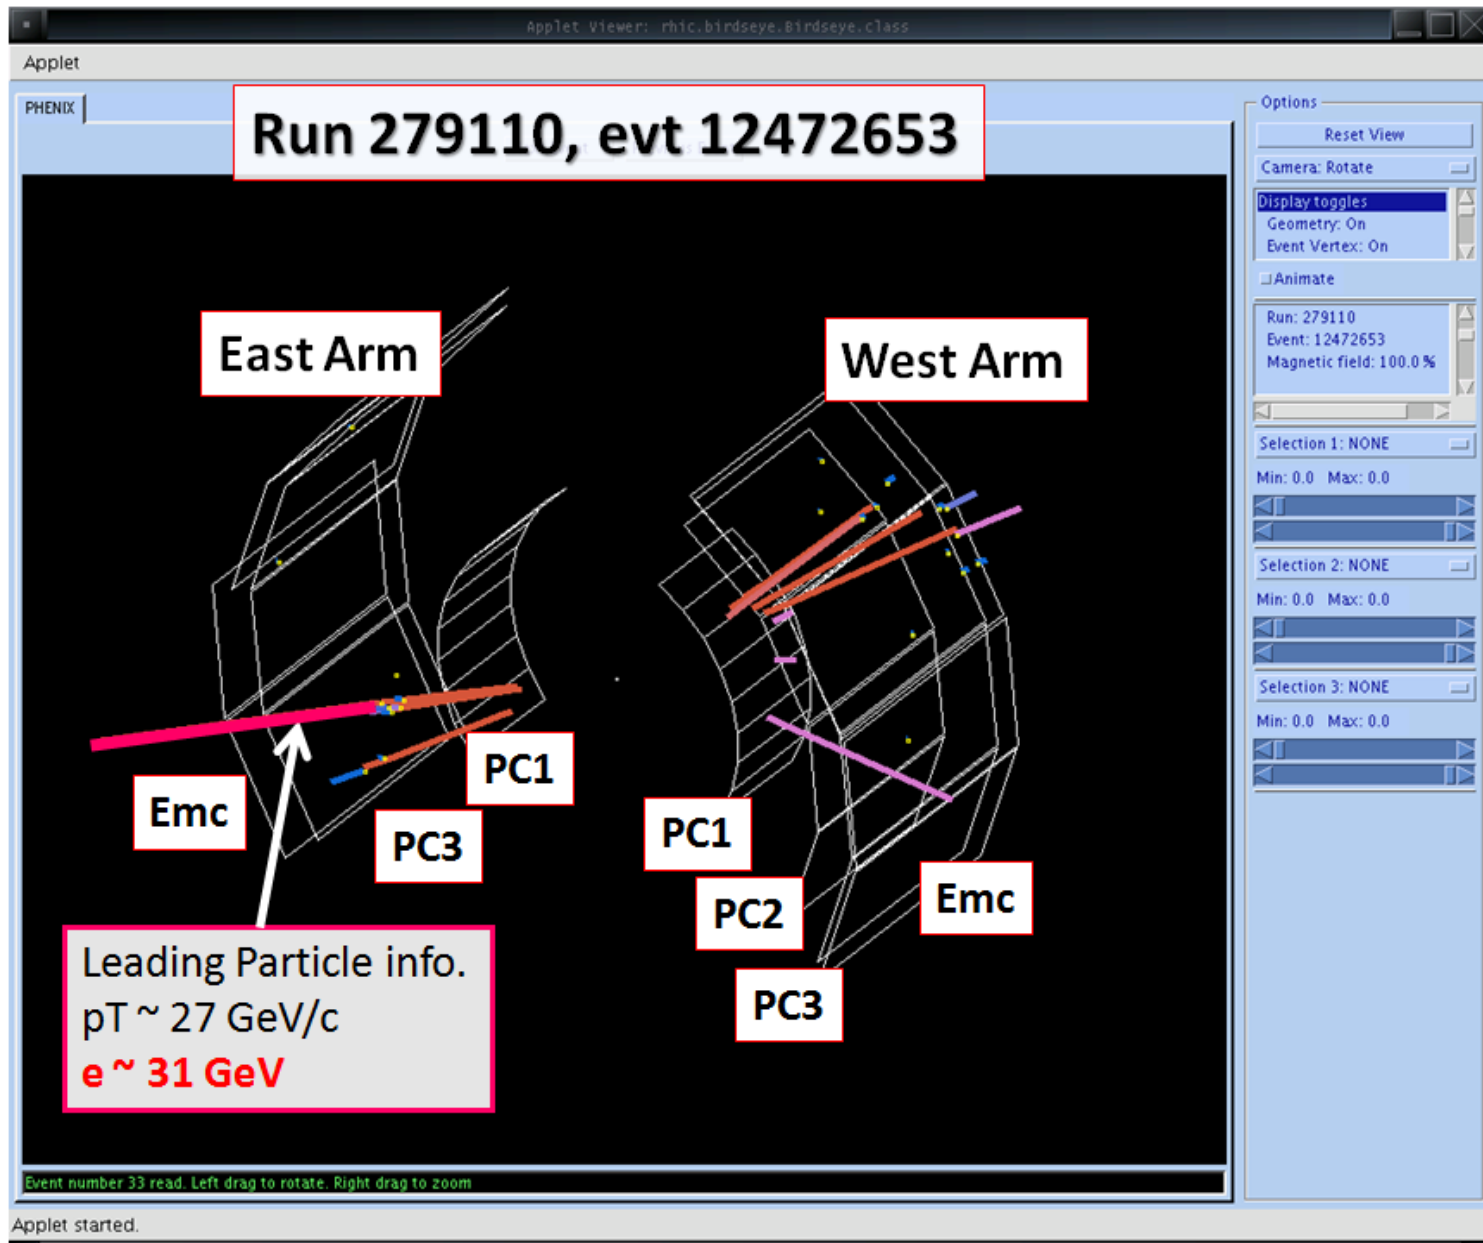 Applet Viewer: rhic.birdseye.Birdseye.class
Applet
PHENIX
Run 279110, evt 12472653
East Arm
West Arm
Emc
PC3
PC1
PC1
PC2
PC3
Emc
Leading Particle info.
pT ~ 27 GeV/c
e ~ 31 GeV
Options
Reset View
Camera: Rotate
Display toggles
Geometry: On
Event Vertex: On
Animate
Run: 279110
Event: 12472653
Magnetic field: 100.0 %
Selection 1: NONE
Min: 0.0 Max: 0.0
Selection 2: NONE
Min: 0.0 Max: 0.0
Selection 3: NONE
Min: 0.0 Max: 0.0
Event number 33 read. Left drag to rotate. Right drag to zoom
Applet started.